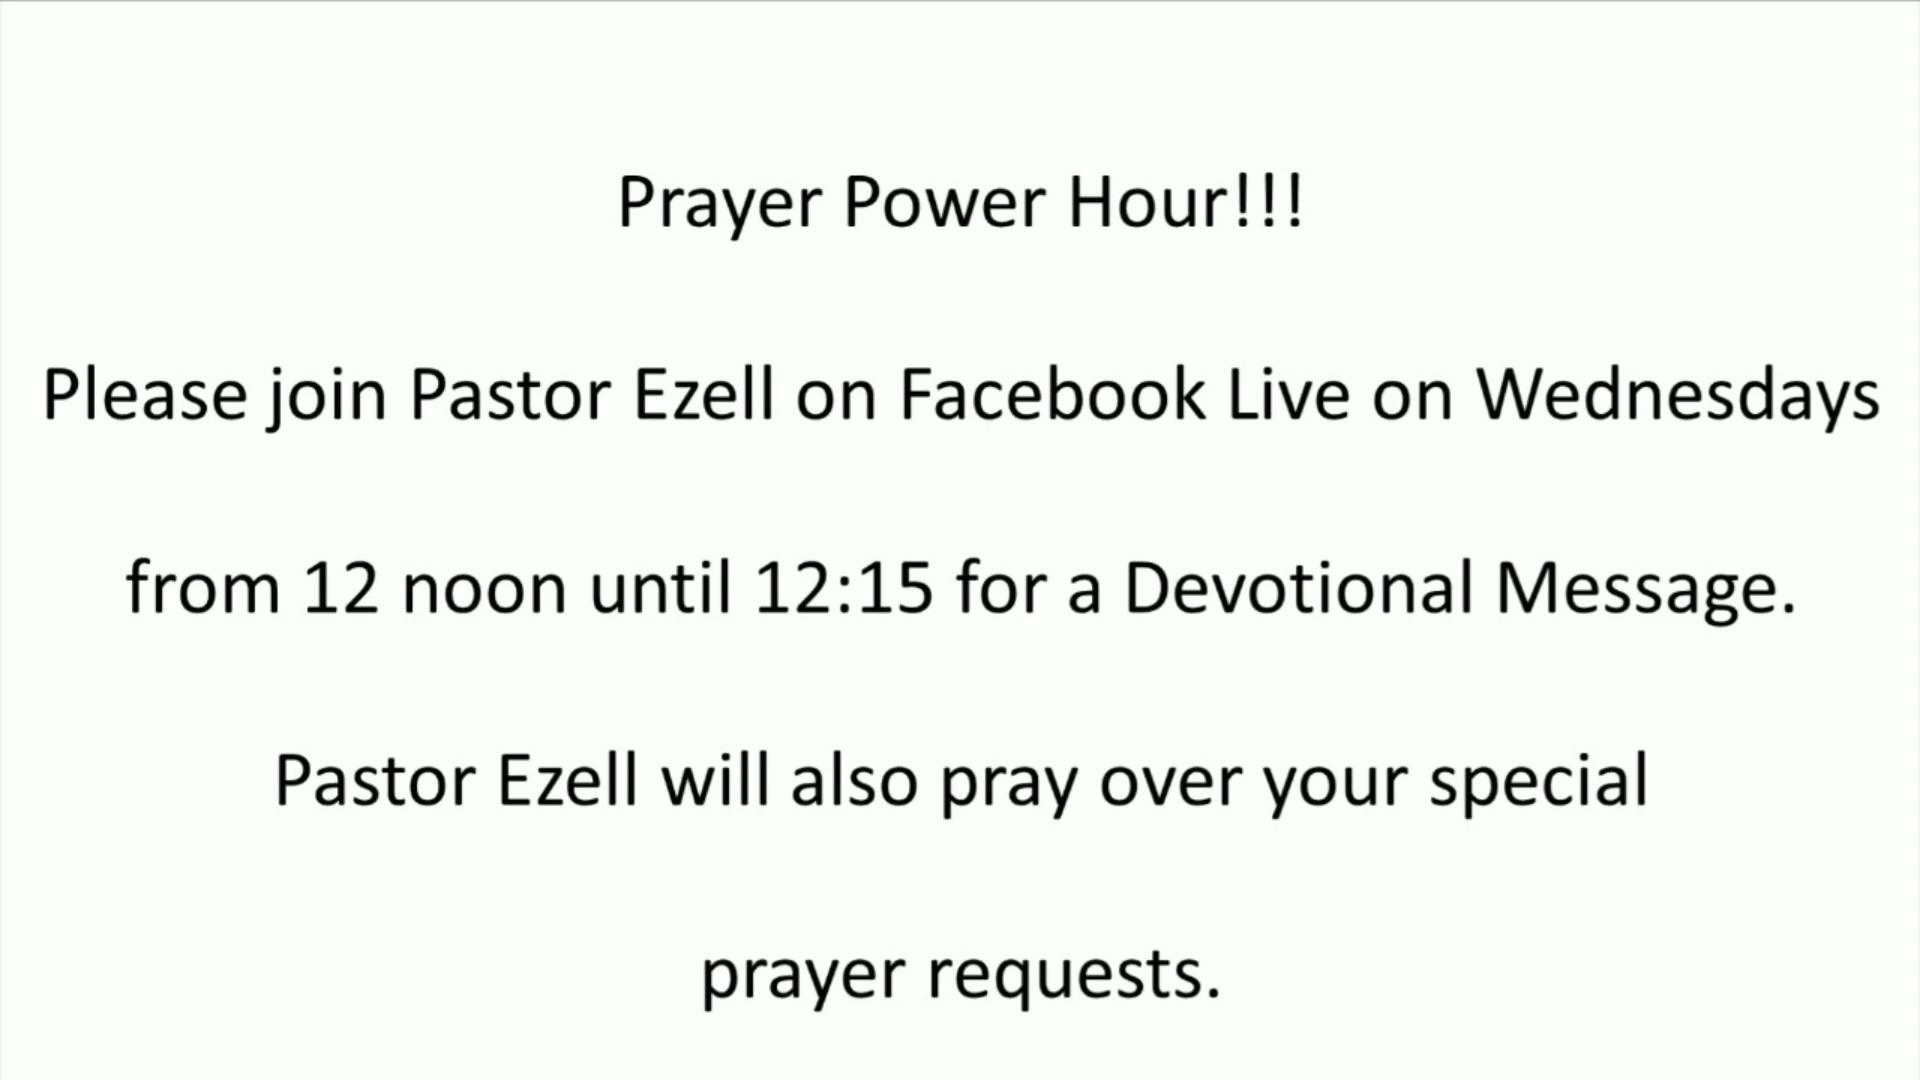 Prayer Power Hour!!!
Please join Pastor Ezell on Facebook Live on Wednesdays
from 12 noon until 12:15 for a Devotional Message.
Pastor Ezell will also pray over your special
prayer requests.